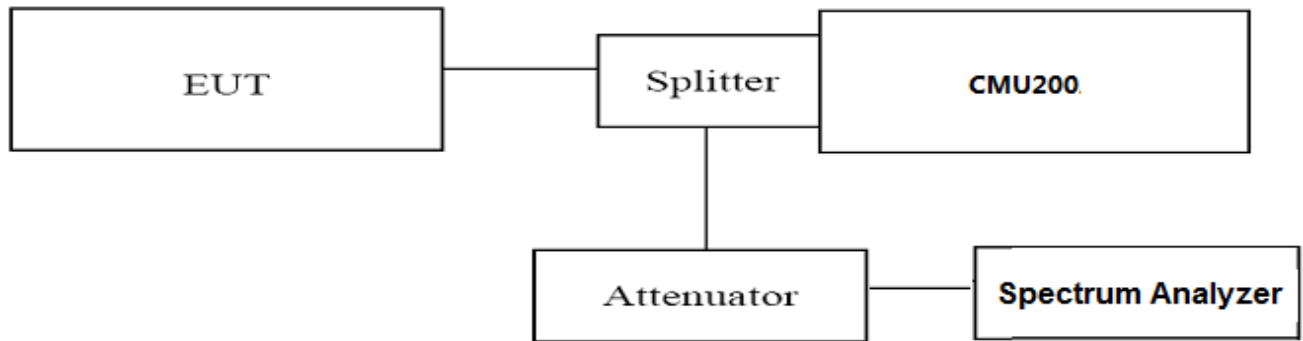 EUT
Splitter
CMU200.
Attenuator
Spectrum Analyzer